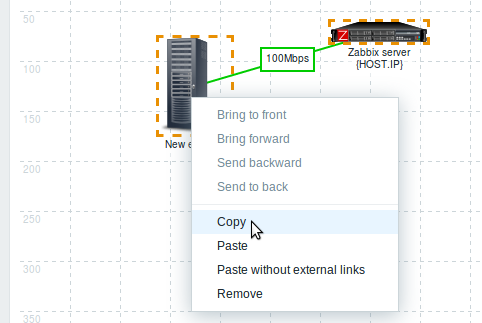 50
100
150
200
250
300
350
100Mbps
Zabbix server
{HOST.IP}
New e
Bring to front
Bring forward
Send backward
Send to back
Copy
Paste
Paste without external links
Remove